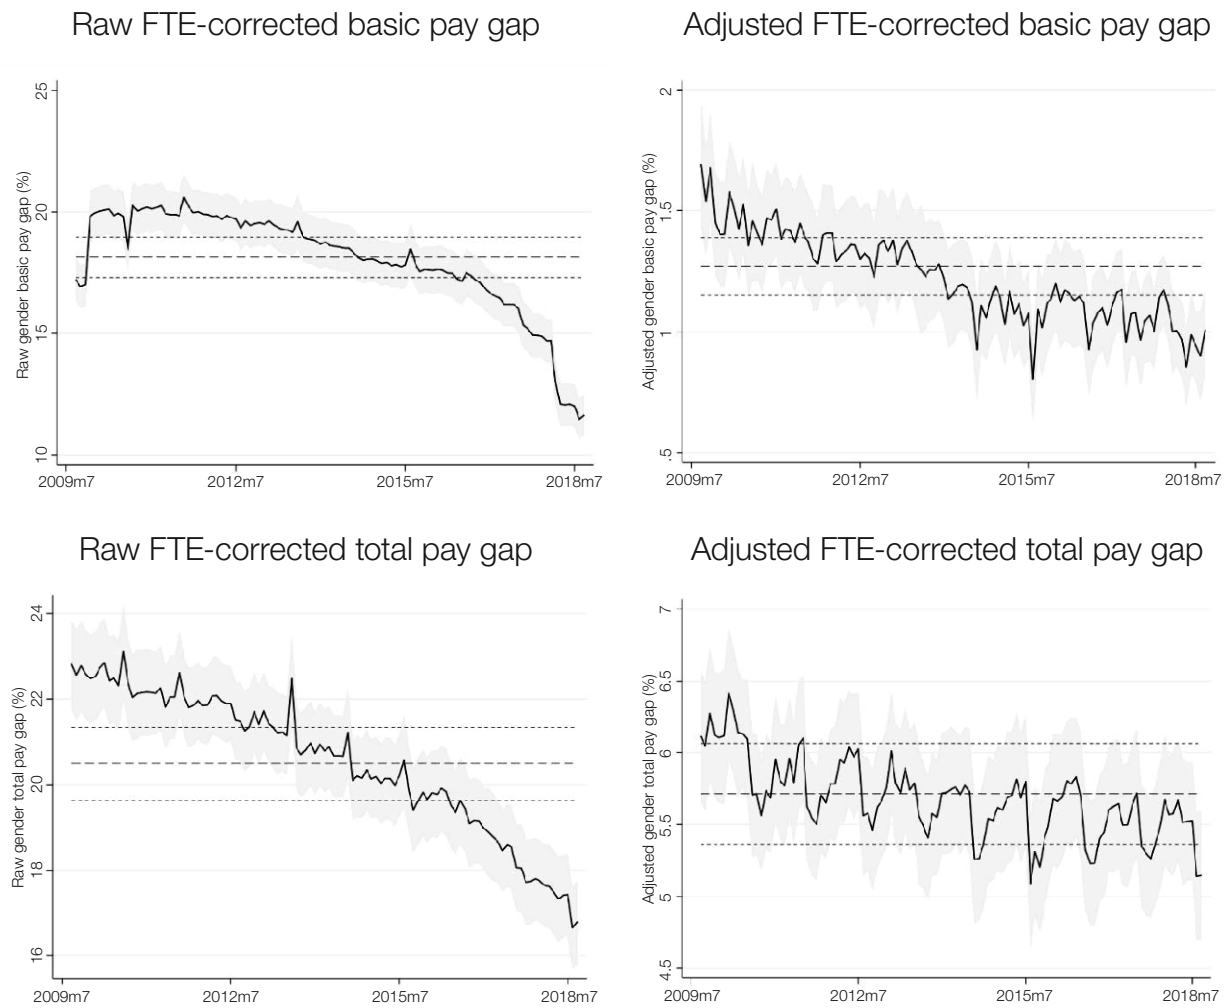 Raw FTE-corrected basic pay gap
Raw gender basic pay gap (%)
25
20
15
10
2009m7
2012m7
2015m7
2018m7
Adjusted FTE-corrected basic pay gap
Adjusted gender basic pay gap (%)
2
1.5
1
.5
2009m7
2012m7
2015m7
2018m7
Raw FTE-corrected total pay gap
Raw gender total pay gap (%)
24
22
20
18
16
2009m7
2012m7
2015m7
2018m7
Adjusted FTE-corrected total pay gap
Adjusted gender total pay gap (%)
7
6.5
6
5.5
5
4.5
2009m7
2012m7
2015m7
2018m7